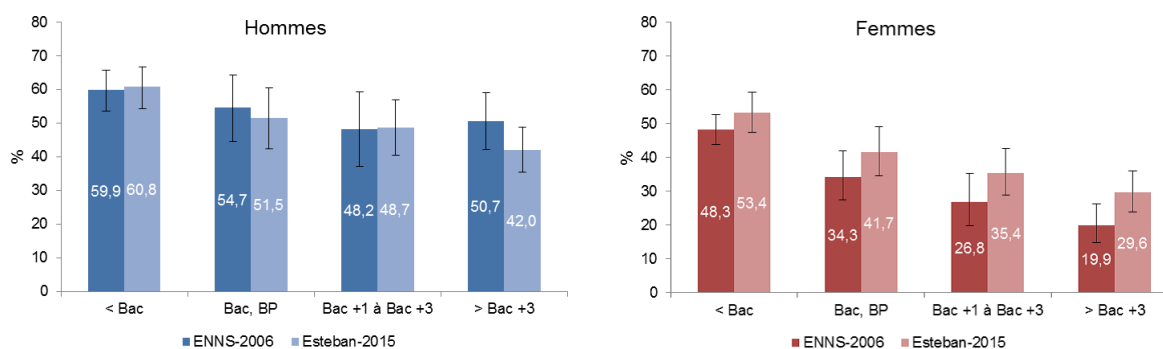 Hommes
80
70
60
50
40
30
20
10
0
%
59,9
60,8
54,7
51,5
48,2
48,7
50,7
42,0
< Bac
Bac, BP
Bac +1 à Bac +3
> Bac +3
ENNS-2006
Esteban-2015
Femmes
80
70
60
50
40
30
20
10
0
%
48,3
53,4
34,3
41,7
26,8
35,4
19,9
29,6
< Bac
Bac, BP
Bac +1 à Bac +3
> Bac +3
ENNS-2006
Esteban-2015